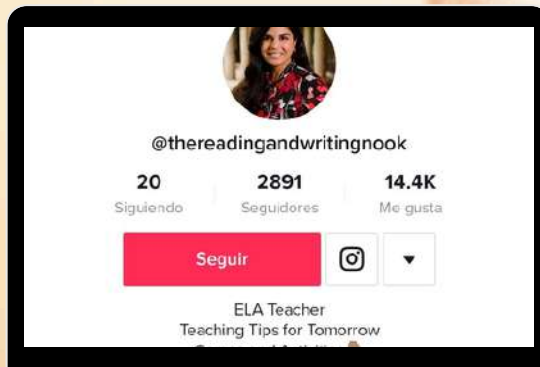 @thereadingandwritingnook
20 2891 14.4K
Siguiendo Seguidores Me gusta
Seguir
ELA Teacher
Teaching Tips for Tomorrow